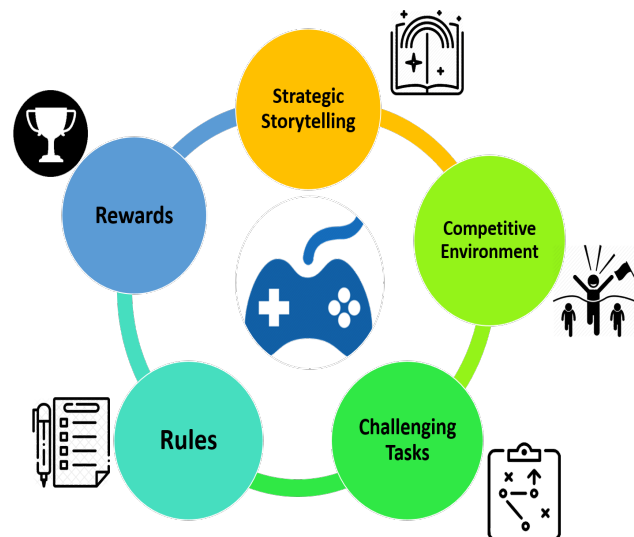 Strategic
Storytelling
Competitive
Environment
Challenging
Tasks
Rules
Rewards